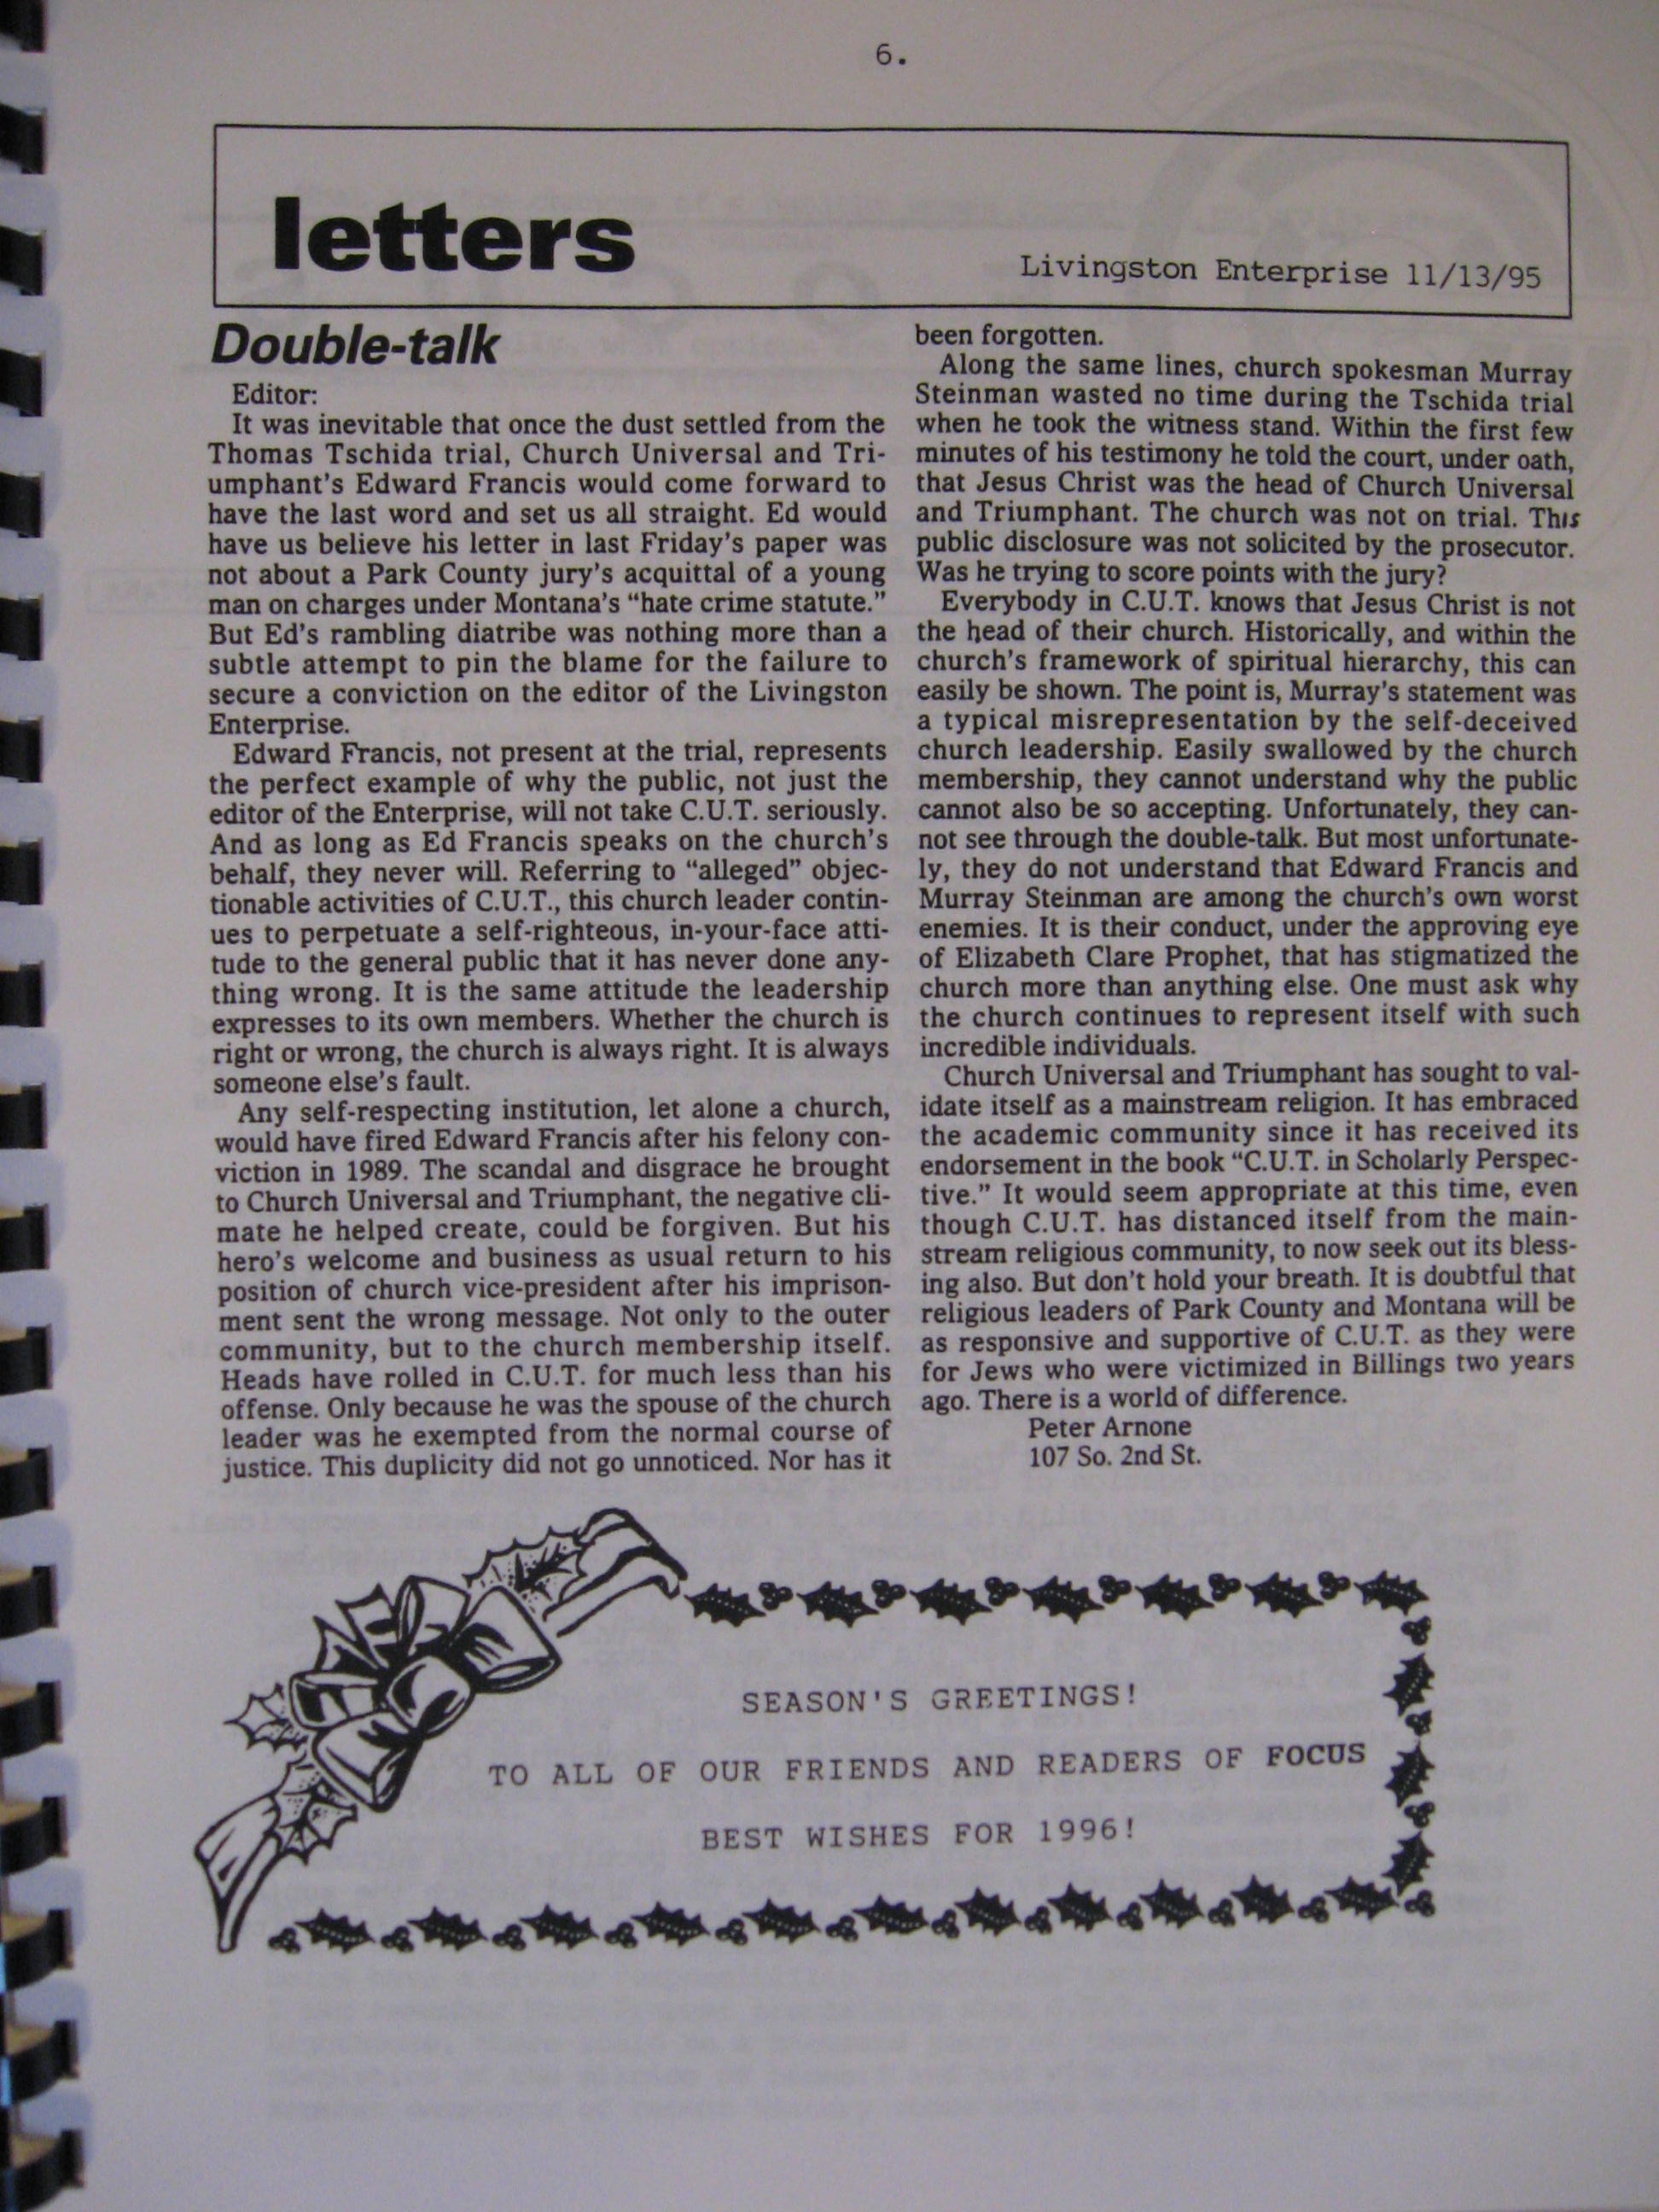 6.
letters
Livingston Enterprise 11/13/95
Double-talk
Editor:
It was inevitable that once the dust settled from the
Thomas Tschida trial, Church Universal and Tri-
umphant's Edward Francis would come forward to
have the last word and set us all straight. Ed would
have us believe his letter in last Friday's paper was
not about a Park County jury's acquittal of a young
man on charges under Montana's “hate crime statute.”
But Ed's rambling diatribe was nothing more than a
subtle attempt to pin the blame for the failure to
secure a conviction on the editor of the Livingston
Enterprise.
Edward Francis, not present at the trial, represents
the perfect example of why the public, not just the
editor of the Enterprise, will not take C.U.T. seriously.
And as long as Ed Francis speaks on the church's
behalf, they never will. Referring to “alleged” objec-
tionable activities of C.U.T., this church leader contin-
ues to perpetuate a self-righteous, in-your-face atti-
tude to the general public that it has never done any-
thing wrong. It is the same attitude the leadership
expresses to its own members. Whether the church is
right or wrong, the church is always right. It is always
someone else's fault.
Any self-respecting institution, let alone a church,
would have fired Edward Francis after his felony con-
viction in 1989. The scandal and disgrace he brought
to Church Universal and Triumphant, the negative cli-
mate he helped create, could be forgiven. But his
hero's welcome and business as usual return to his
position of church vice-president after his imprison-
ment sent the wrong message. Not only to the outer
community, but to the church membership itself.
Heads have rolled in C.U.T. for much less than his
offense. Only because he was the spouse of the church
leader was he exempted from the normal course of
justice. This duplicity did not go unnoticed. Nor has it
been forgotten.
Along the same lines, church spokesman Murray
Steinman wasted no time during the Tschida trial
when he took the witness stand. Within the first few
minutes of his testimony he told the court, under oath,
that Jesus Christ was the head of Church Universal
and Triumphant. The church was not on trial. This
public disclosure was not solicited by the prosecutor.
Was he trying to score points with the jury?
Everybody in C.U.T. knows that Jesus Christ is not
the head of their church. Historically, and within the
church's framework of spiritual hierarchy, this can
easily be shown. The point is, Murray's statement was
a typical misrepresentation by the self-deceived
church leadership. Easily swallowed by the church
membership, they cannot understand why the public
cannot also be so accepting. Unfortunately, they can-
not see through the double-talk. But most unfortunate-
ly, they do not understand that Edward Francis and
Murray Steinman are among the church's own worst
enemies. It is their conduct, under the approving eye
of Elizabeth Clare Prophet, that has stigmatized the
church more than anything else. One must ask why
the church continues to represent itself with such
incredible individuals.
Church Universal and Triumphant has sought to val-
idate itself as a mainstream religion. It has embraced
the academic community since it has received its
endorsement in the book “C.U.T. in Scholarly Perspec-
tive.” It would seem appropriate at this time, even
though C.U.T. has distanced itself from the main-
stream religious community, to now seek out its bless-
ing also. But don't hold your breath. It is doubtful that
religious leaders of Park County and Montana will be
as responsive and supportive of C.U.T. as they were
for Jews who were victimized in Billings two years
ago. There is a world of difference.
Peter Arnone
107 So. 2nd St.
SEASON'S GREETINGS!
TO ALL OF OUR FRIENDS AND READERS OF FOCUS
BEST WISHES FOR 1996!